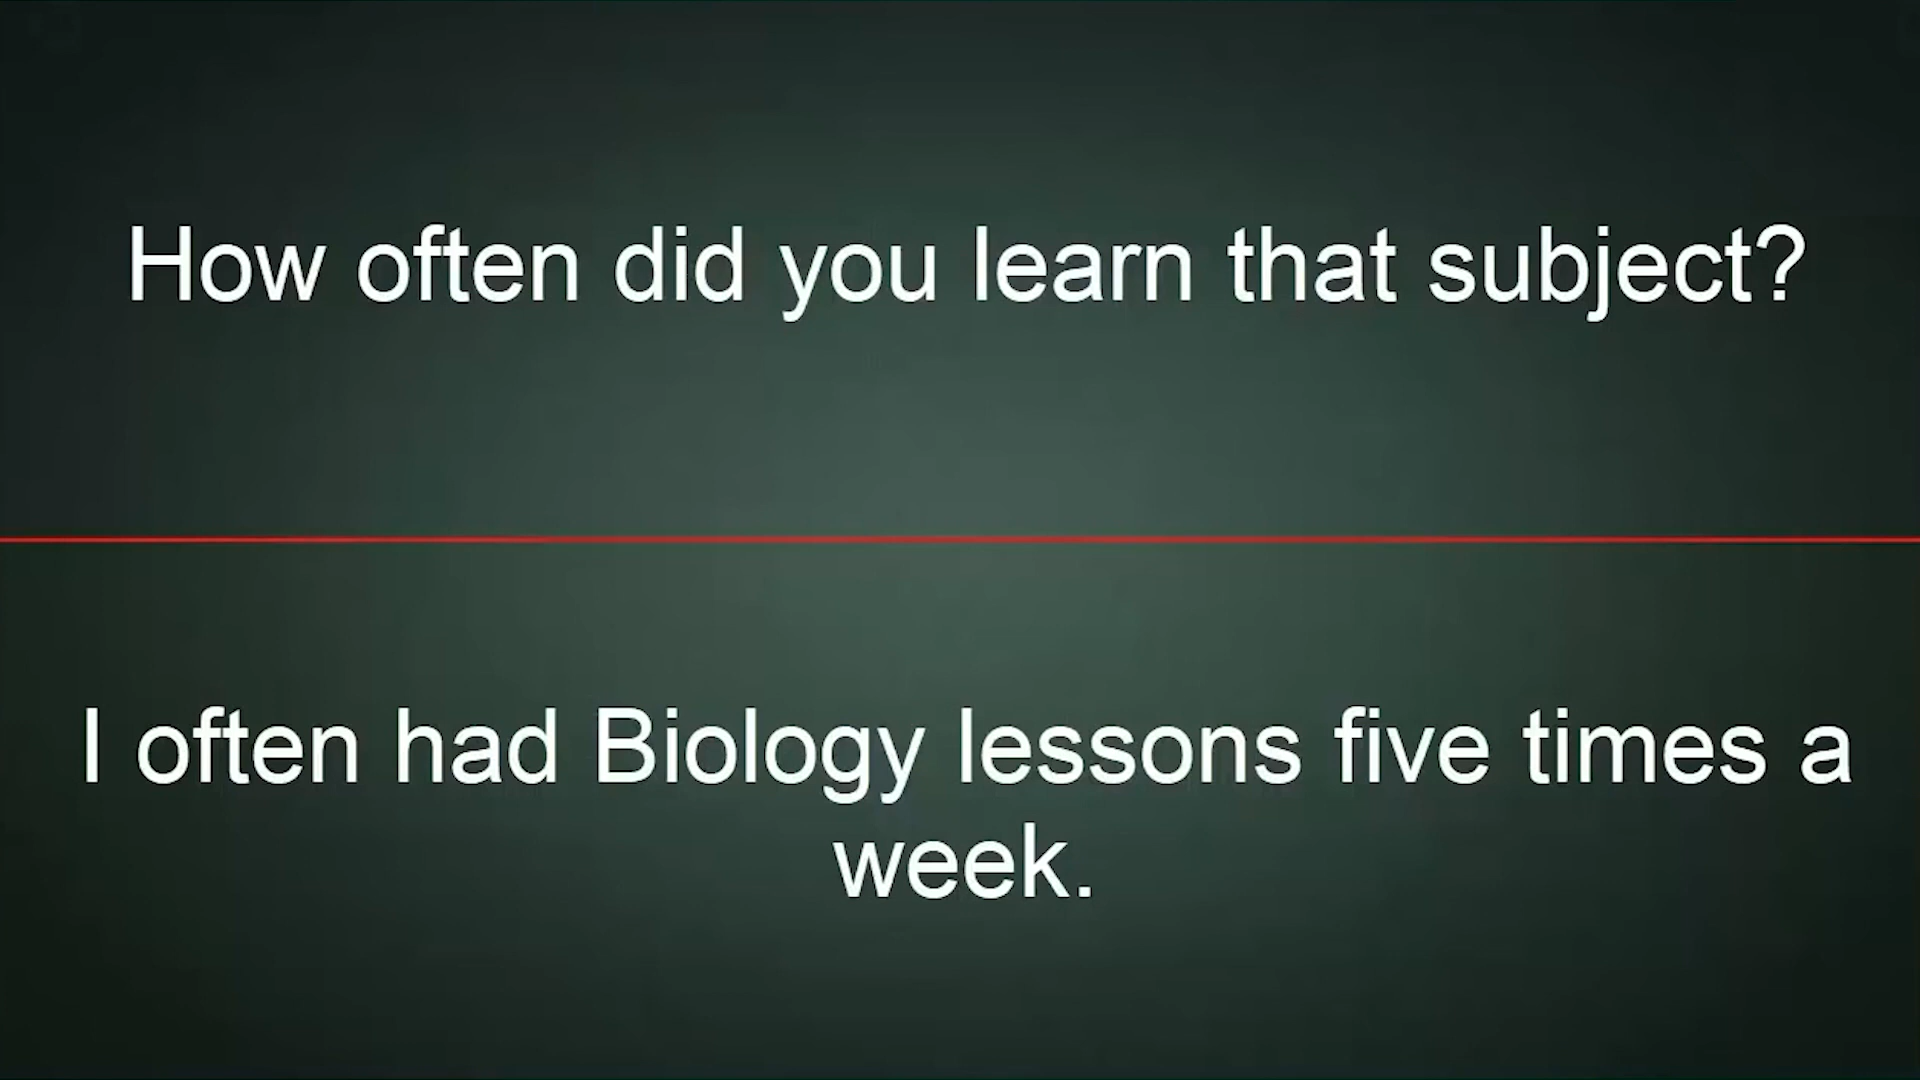 How often did you learn that subject?
I often had Biology lessons five times a
week.